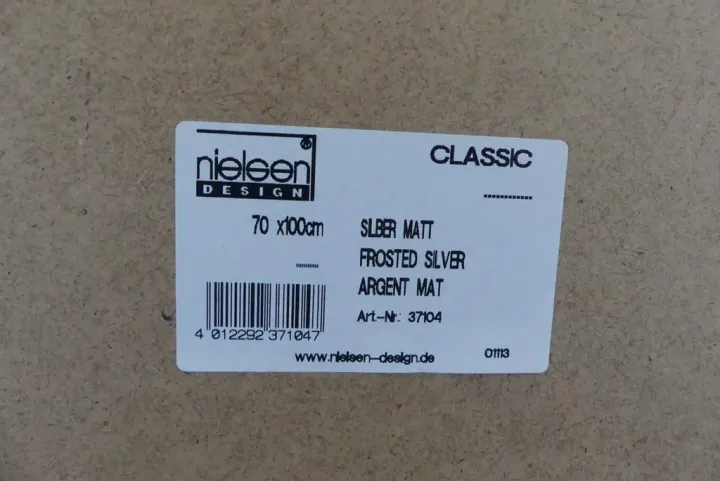 nielsen®
DESIGN
CLASSIC
70 x100cm
SILBER MATT
FROSTED SILVER
ARGENT MAT
Art.-Nr.: 37104
4 012292 371047
www.nielsen-design.de
01113